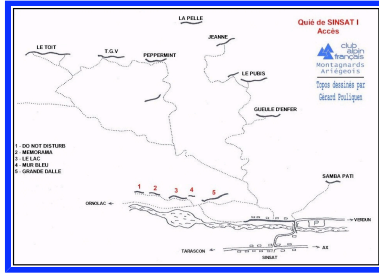 LA PELLE
Quié de SINSAT I
Accès
JEANNE
club
alpin
français
Montagnards
Ariégeois
Topos dessinés par
Gérard Pouliquen
LE TOIT
T.G.V
PEPPERMINT
LE PUBIS
GUEULE D'ENFER
1 - DO NOT DISTURB
2 - MEMORAMA
3 - LE LAC
4 - MUR BLEU
5 - GRANDE DALLE
SAMBA PATI
1 2 3 4 5
ORNOLAC
P
VERDUN
TARASCON
SINSAT
AX